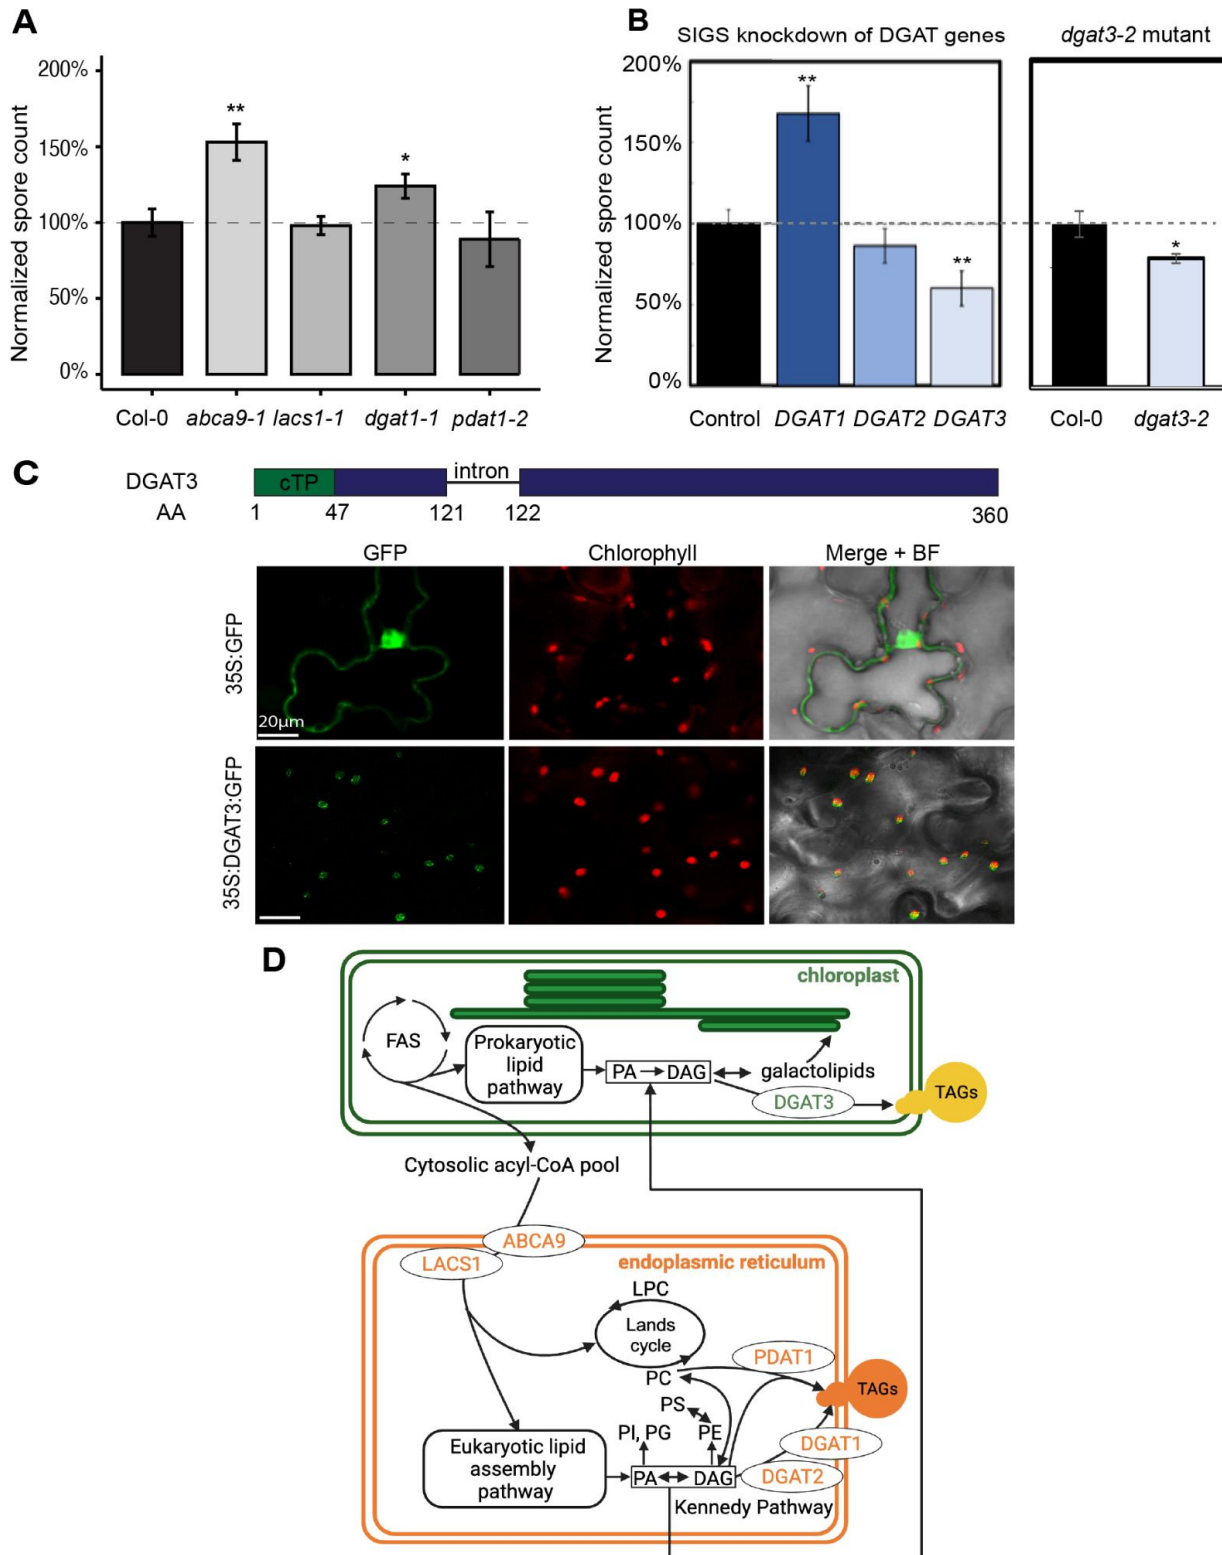 A
Normalized spore count
200%
150%
100%
50%
0%
**
*
Col-0 abca9-1 lacs1-1 dgat1-1 pdat1-2
B
SIGS knockdown of DGAT genes
dgat3-2 mutant
Normalized spore count
200%
150%
100%
50%
0%
**
**
*
Control DGAT1 DGAT2 DGAT3
Col-0 dgat3-2
C
DGAT3
cTP
intron
AA
1 47 121 122 360
GFP Chlorophyll Merge + BF
35S:GFP
20µm
35S:DGAT3:GFP
D
chloroplast
FAS
Prokaryotic
lipid
pathway
PA DAG
galactolipids
DGAT3
TAGs
Cytosolic acyl-CoA pool
ABCA9
LACS1
endoplasmic reticulum
LPC
Lands
cycle
PDAT1
PC
TAGs
PS
PI, PG PE
DGAT1
Eukaryotic lipid
assembly
pathway
PA DAG
DGAT2
Kennedy Pathway